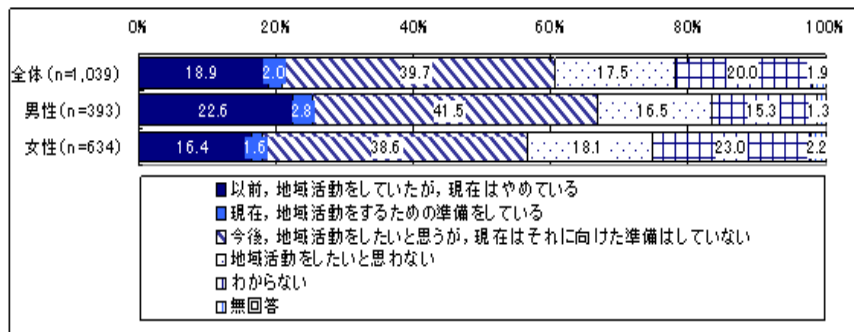 0% 20% 40% 60% 80% 100%
全体(n=1,039) 18.9 2.0 39.7 17.5 20.0 1.9
男性(n=393) 22.6 2.8 41.5 16.5 15.3 1.3
女性(n=634) 16.4 1.6 38.6 18.1 23.0 2.2
以前，地域活動をしていたが，現在はやめている
現在，地域活動をするための準備をしている
今後，地域活動をしたいと思うが，現在はそれに向けた準備はしていない
地域活動をしたいと思わない
わからない
無回答